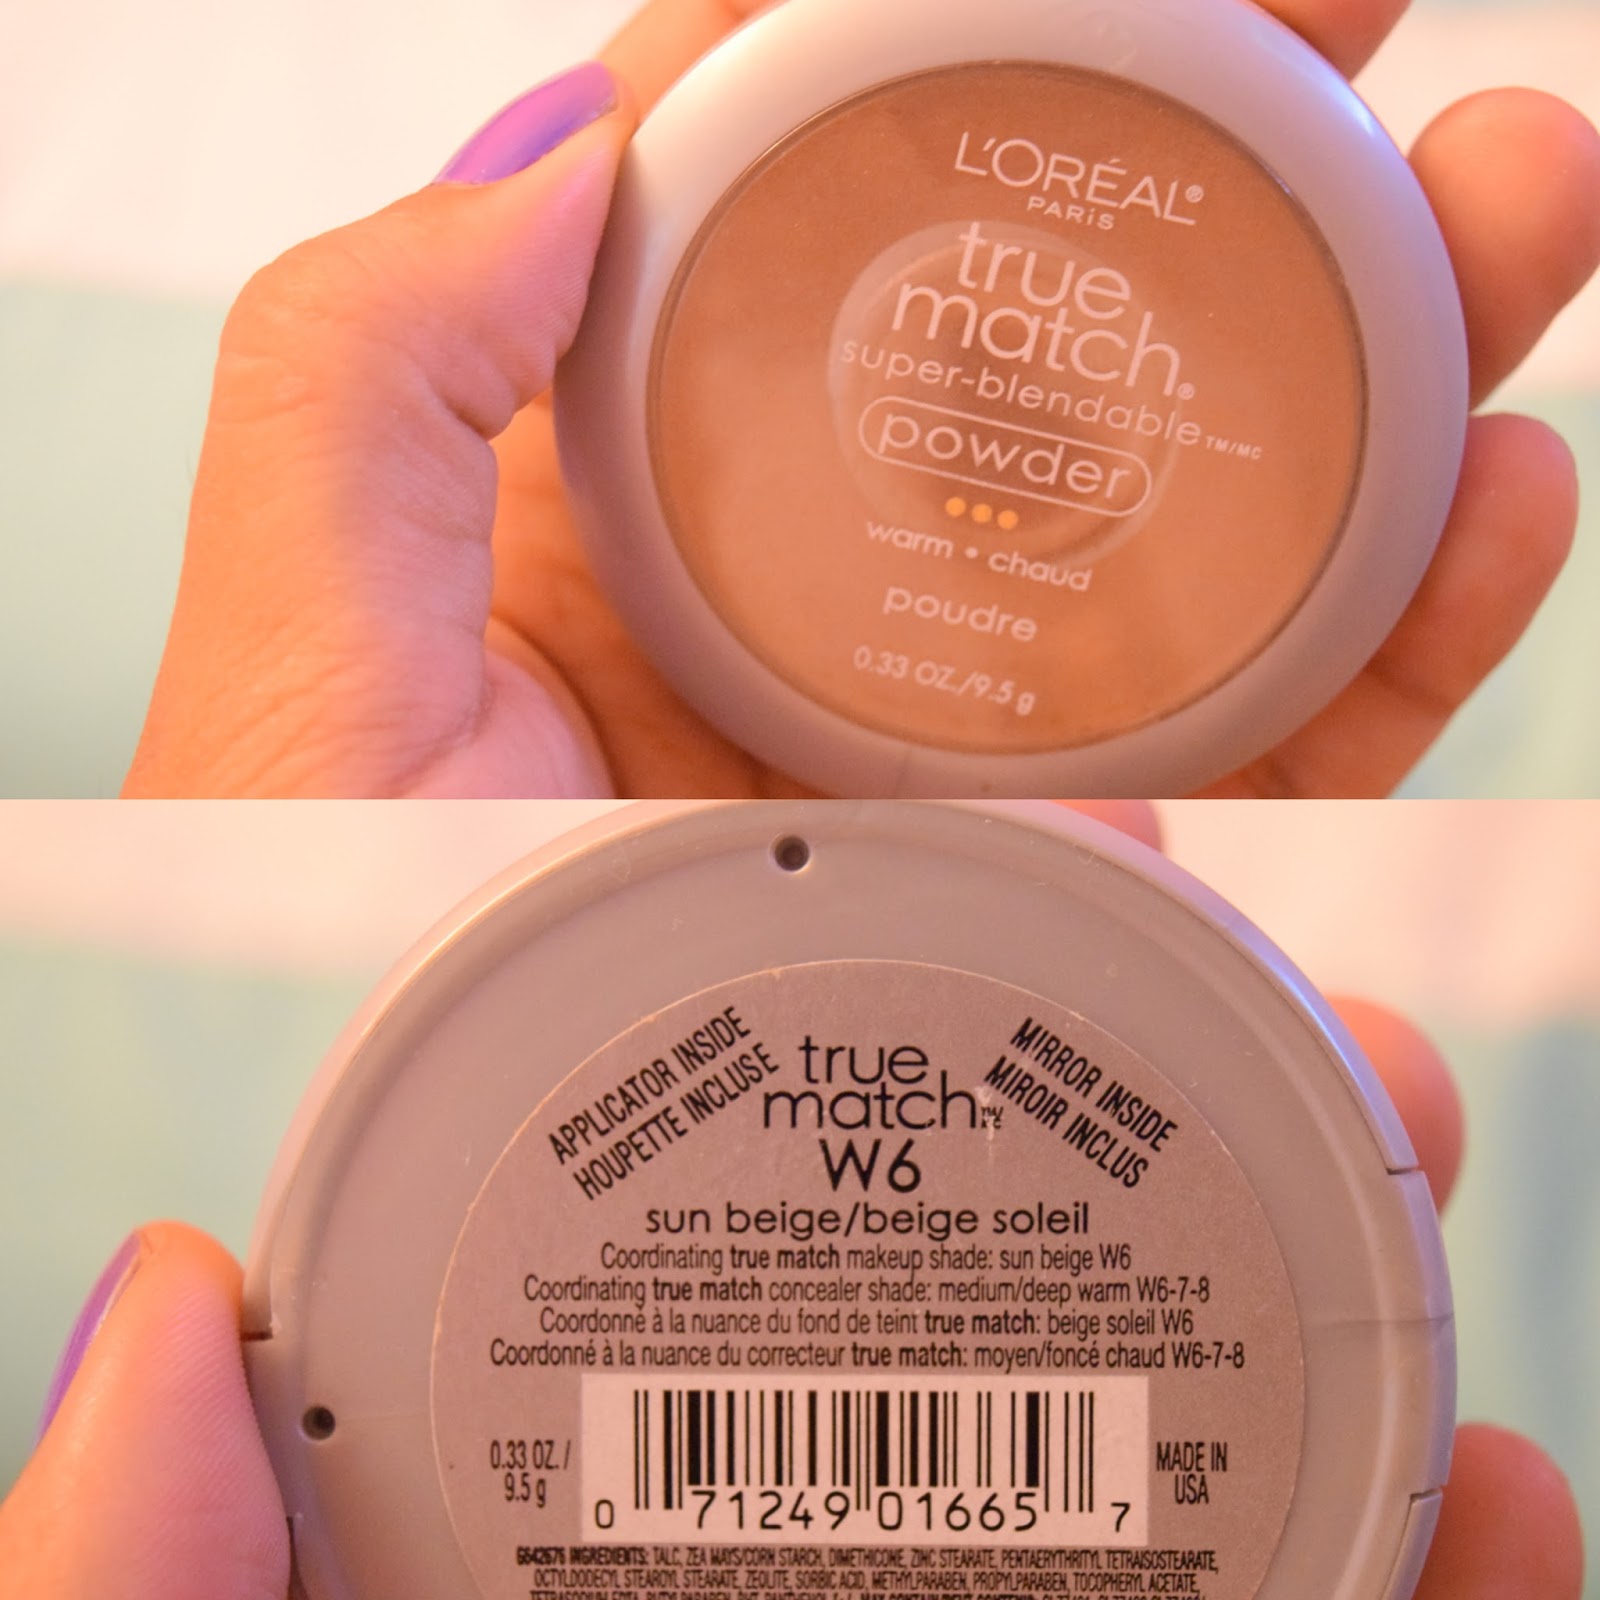 L'ORÉAL®
PARIS
true
match®
super-blendable TM/MC
powder
warm • chaud
poudre
0.33 OZ./9.5 g
APPLICATOR INSIDE
HOUPETTE INCLUSE
true
match
MIRROR INSIDE
MIROIR INCLUS
W6
sun beige/beige soleil
Coordinating true match makeup shade: sun beige W6
Coordinating true match concealer shade: medium/deep warm W6-7-8
Coordonné à la nuance du fond de teint true match: beige soleil W6
Coordonné à la nuance du correcteur true match: moyen/foncé chaud W6-7-8
0.33 OZ./
9.5 g
MADE IN
USA
0 71249 01665 7
INGREDIENTS: TALC, ZEA MAYS/CORN STARCH, DIMETHICONE, ZINC STEARATE, PENTAERYTHRITYL TETRAISOSTEARATE,
OCTYLDODECYL STEAROYL STEARATE, ZEOLITE, SORBIC ACID, METHYLPARABEN, PROPYLPARABEN, TOCOPHERYL ACETATE,